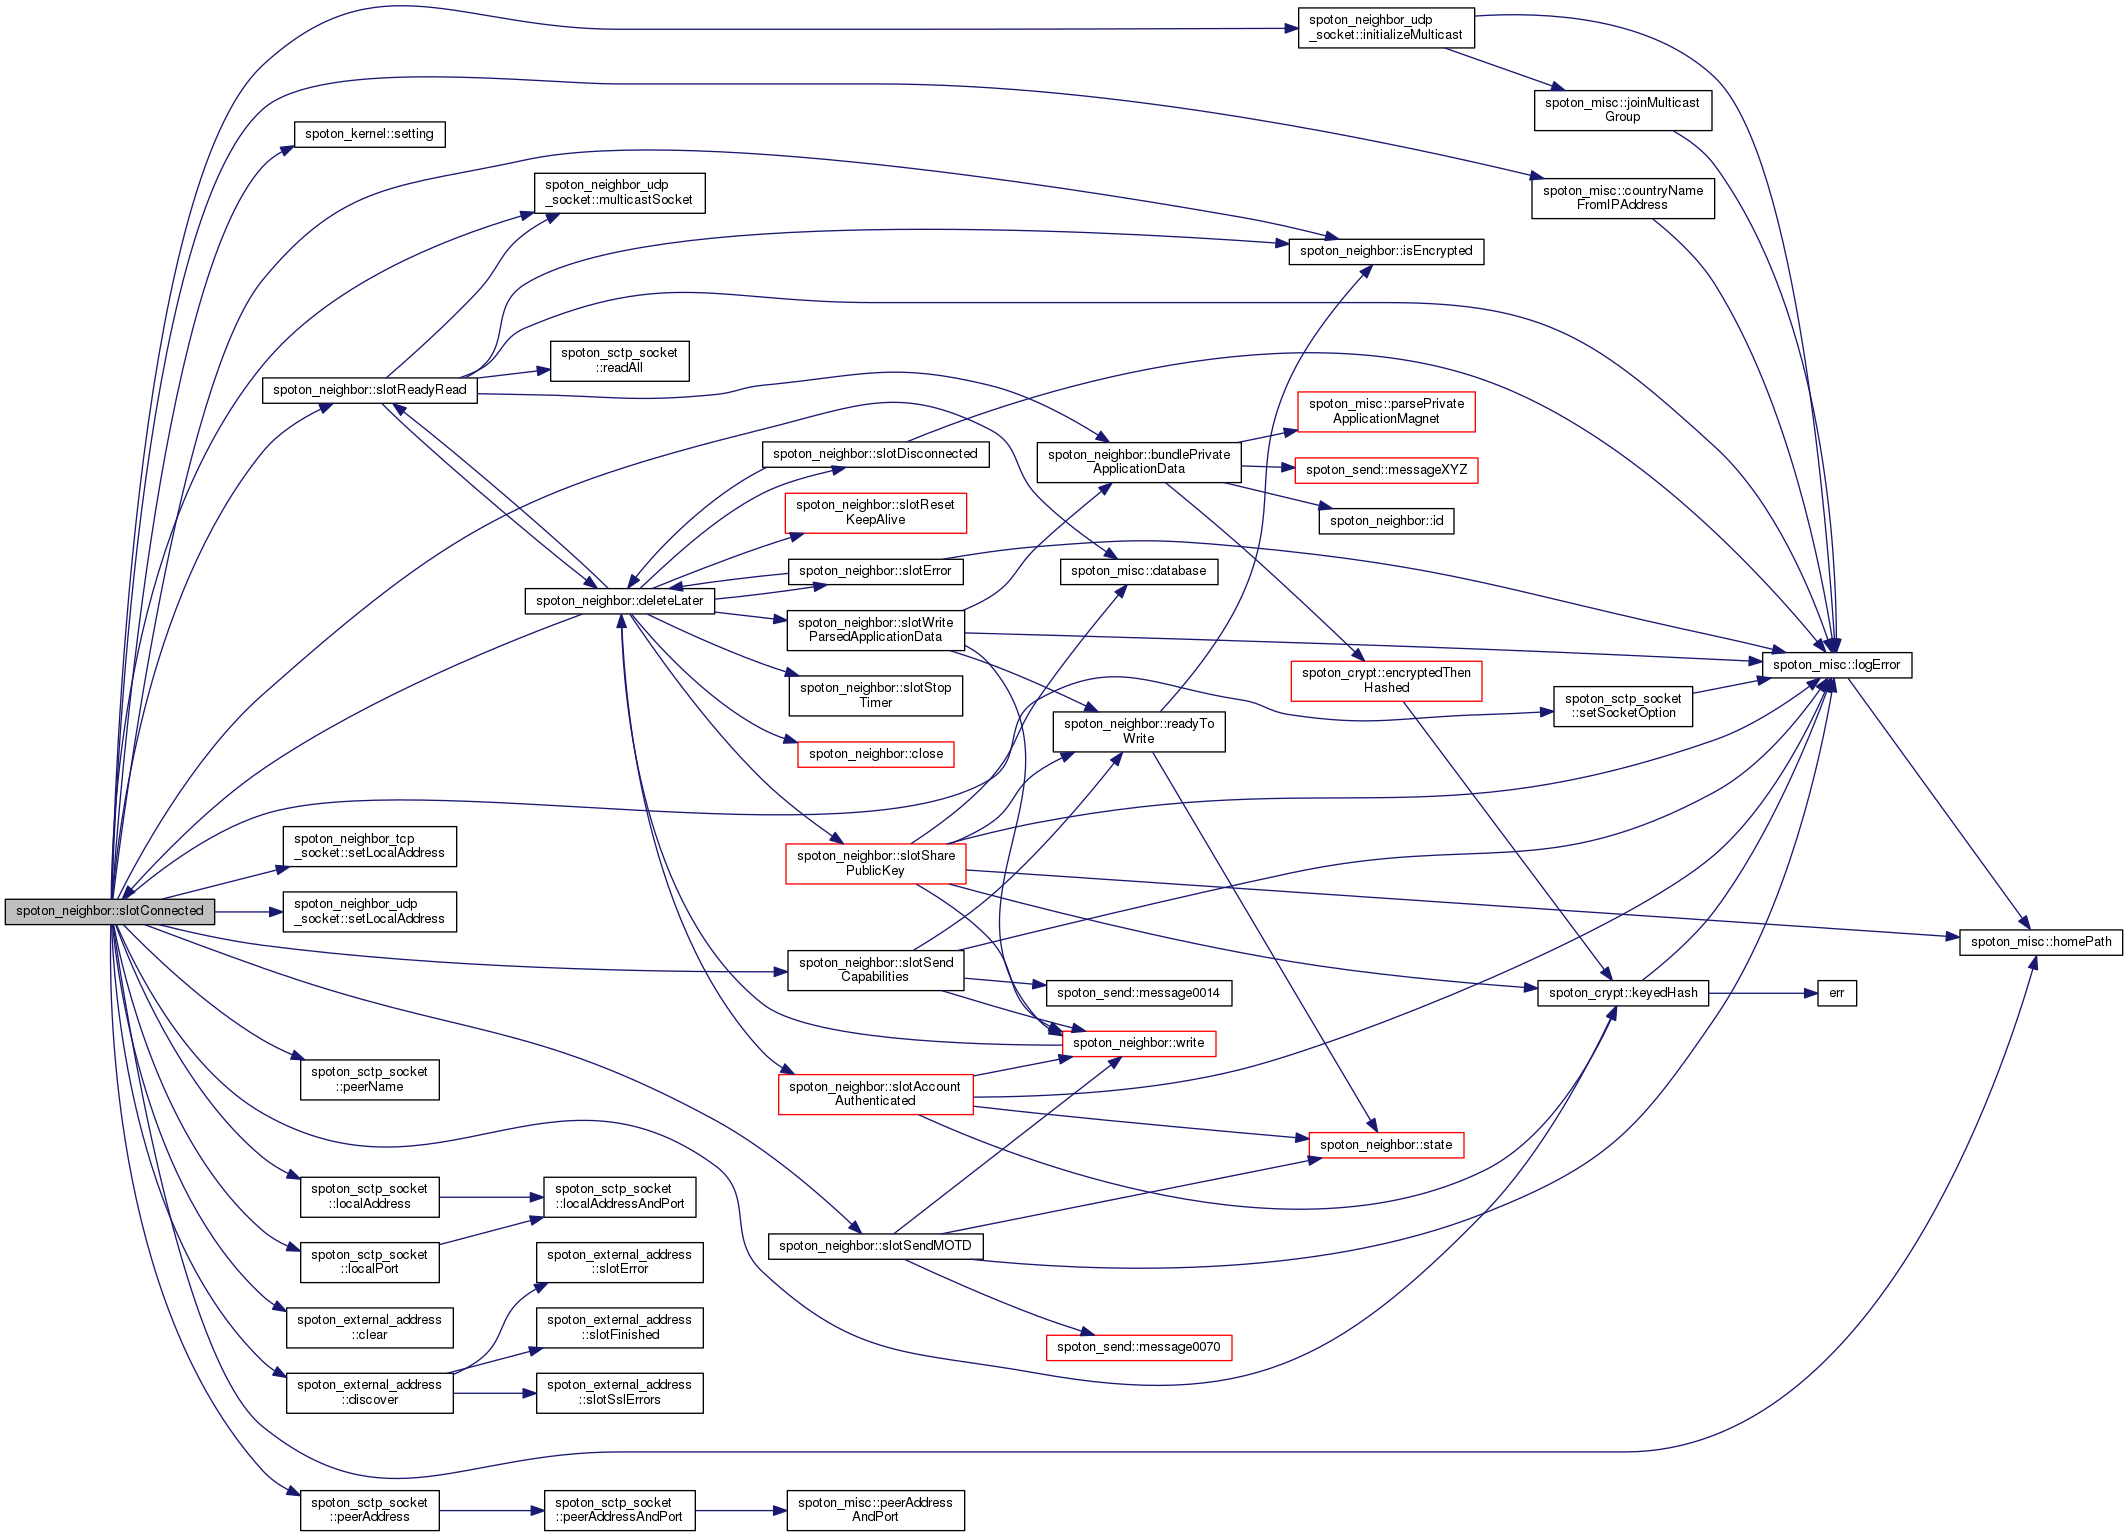 spoton_neighbor_udp
_socket::initializeMulticast
spoton_misc::joinMulticast
Group
spoton_kernel::setting
spoton_neighbor_udp
_socket::multicastSocket
spoton_misc::countryName
FromIPAddress
spoton_neighbor::isEncrypted
spoton_sctp_socket
::readAll
spoton_neighbor::slotReadyRead
spoton_misc::parsePrivate
ApplicationMagnet
spoton_neighbor::slotDisconnected
spoton_neighbor::bundlePrivate
ApplicationData
spoton_send::messageXYZ
spoton_neighbor::slotReset
KeepAlive
spoton_neighbor::id
spoton_neighbor::slotError
spoton_misc::database
spoton_neighbor::deleteLater
spoton_neighbor::slotWrite
ParsedApplicationData
spoton_misc::logError
spoton_crypt::encryptedThen
Hashed
spoton_neighbor::slotStop
Timer
spoton_sctp_socket
::setSocketOption
spoton_neighbor::readyTo
Write
spoton_neighbor::close
spoton_neighbor_tcp
_socket::setLocalAddress
spoton_neighbor::slotShare
PublicKey
spoton_neighbor::slotConnected
spoton_neighbor_udp
_socket::setLocalAddress
spoton_misc::homePath
spoton_neighbor::slotSend
Capabilities
spoton_send::message0014
spoton_crypt::keyedHash
err
spoton_neighbor::write
spoton_sctp_socket
::peerName
spoton_neighbor::slotAccount
Authenticated
spoton_neighbor::state
spoton_sctp_socket
::localAddress
spoton_sctp_socket
::localAddressAndPort
spoton_neighbor::slotSendMOTD
spoton_sctp_socket
::localPort
spoton_external_address
::slotError
spoton_external_address
::clear
spoton_external_address
::slotFinished
spoton_send::message0070
spoton_external_address
::discover
spoton_external_address
::slotSslErrors
spoton_sctp_socket
::peerAddress
spoton_sctp_socket
::peerAddressAndPort
spoton_misc::peerAddress
AndPort